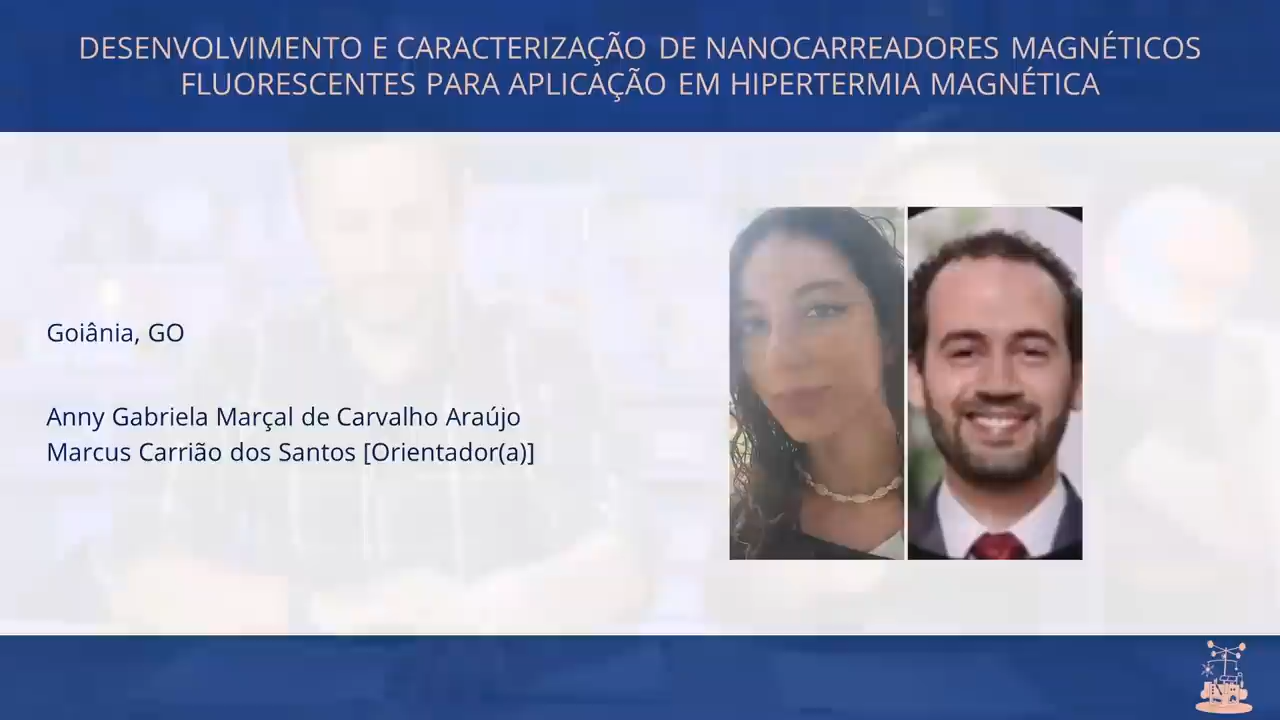 DESENVOLVIMENTO E CARACTERIZAÇÃO DE NANOCARREADORES MAGNÉTICOS
FLUORESCENTES PARA APLICAÇÃO EM HIPERTERMIA MAGNÉTICA
Goiânia, GO
Anny Gabriela Marçal de Carvalho Araújo
Marcus Carrião dos Santos [Orientador(a)]